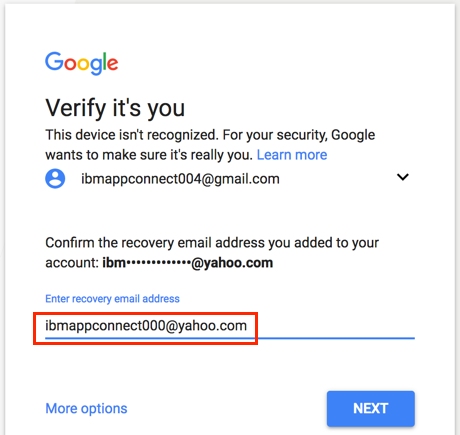 Google
Verify it's you
This device isn't recognized. For your security, Google
wants to make sure it's really you. Learn more
ibmappconnect004@gmail.com
Confirm the recovery email address you added to your
account: ibm•••••••••••••@yahoo.com
Enter recovery email address
ibmappconnect000@yahoo.com
More options
NEXT